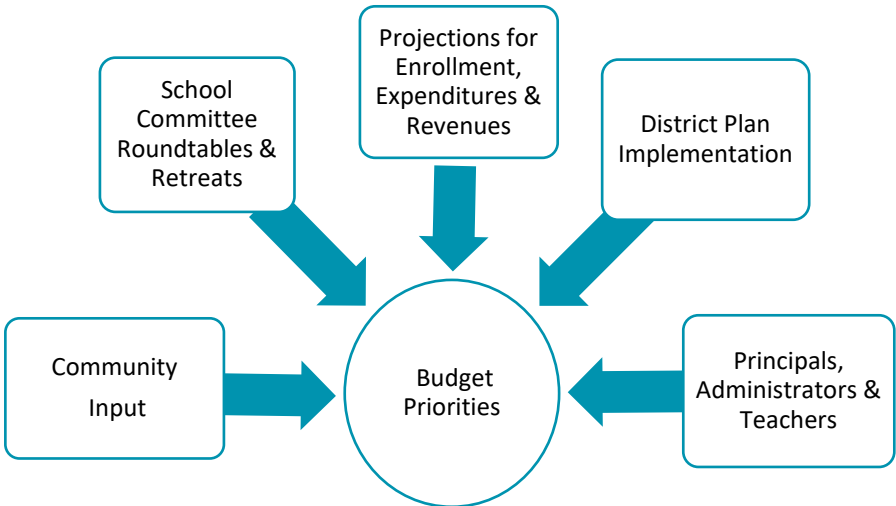 Projections for
Enrollment,
Expenditures &
Revenues
School
Committee
Roundtables &
Retreats
District Plan
Implementation
Community
Input
Budget
Priorities
Principals,
Administrators &
Teachers